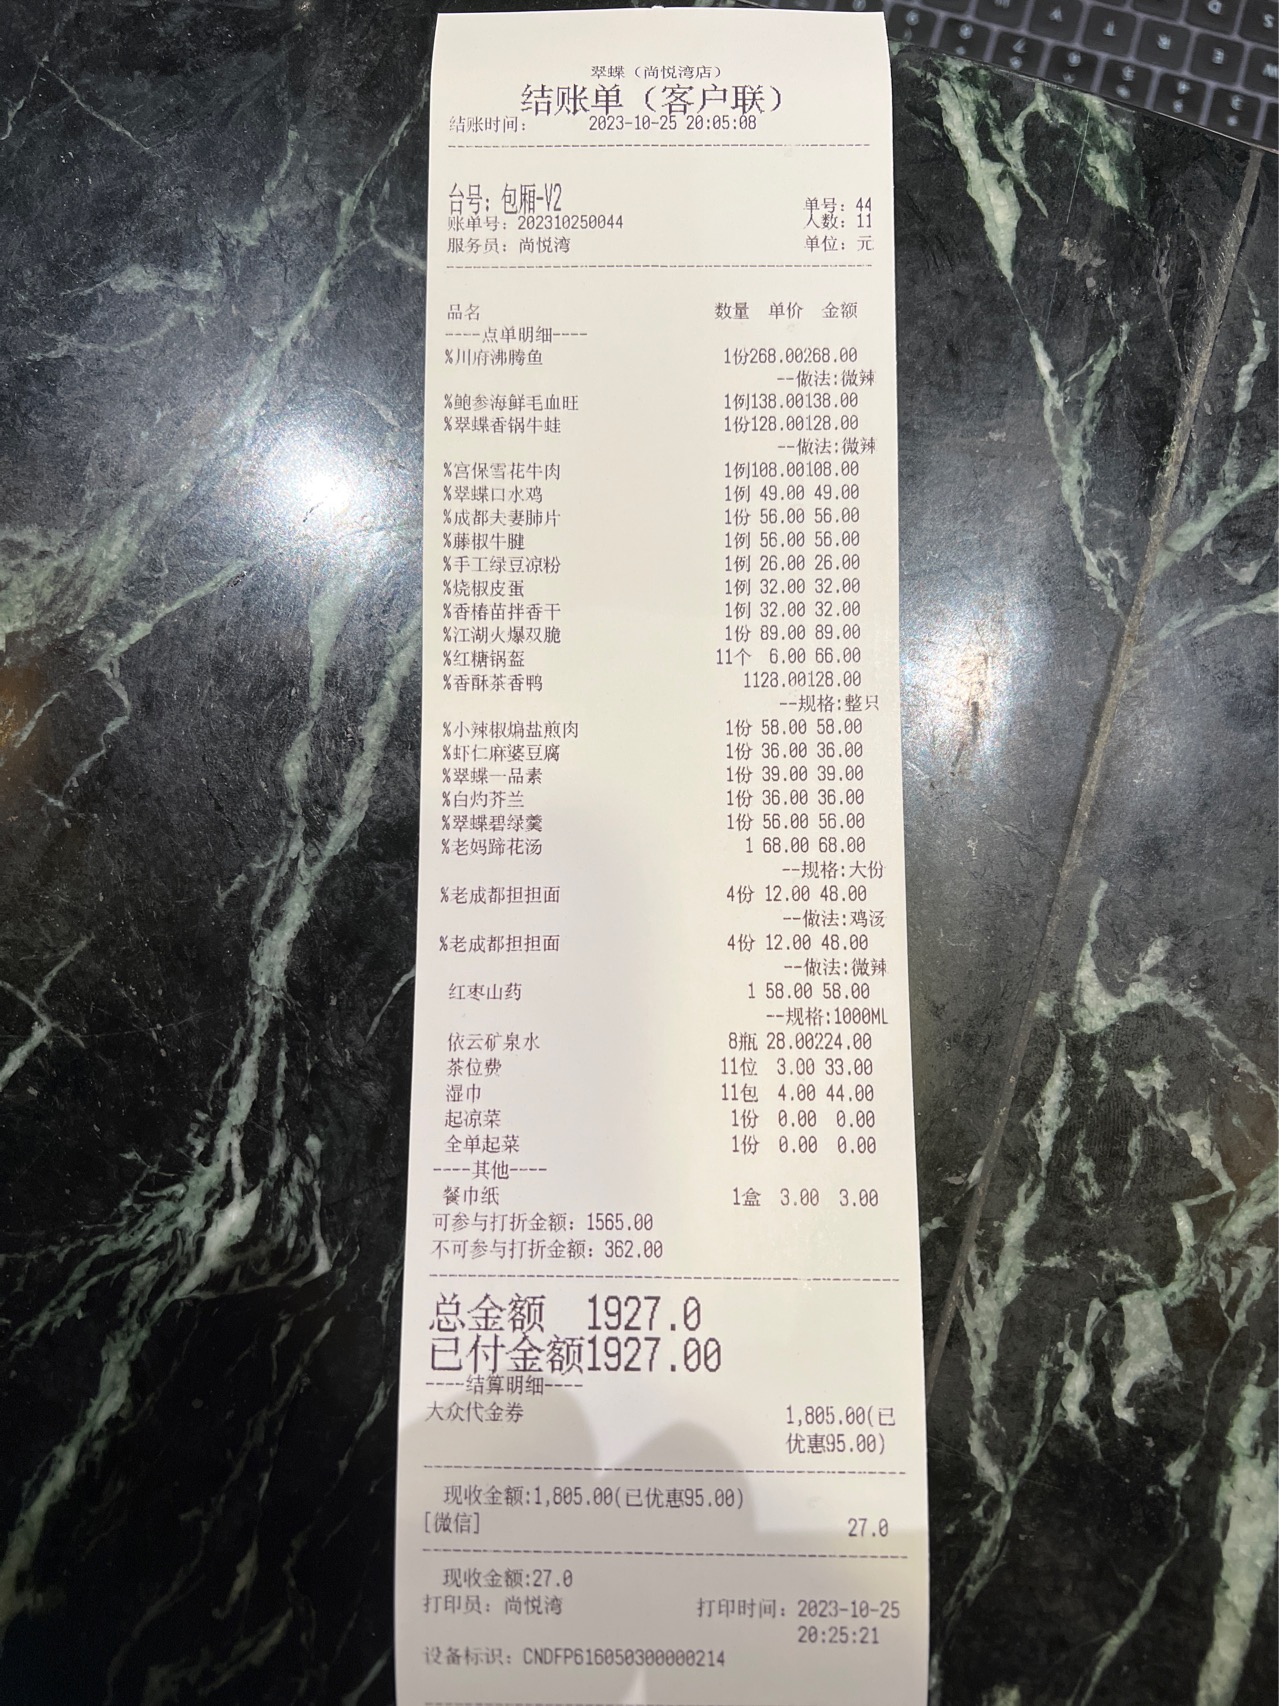 翠蝶（尚悦湾店）
结账单（客户联）
结账时间： 2023-10-25 20:05:08
台号：包厢-V2 单号：44
账单号：202310250044 人数：11
服务员：尚悦湾 单位：元
品名 数量 单价 金额
----点单明细----
%川府沸腾鱼 1份268.00268.00
--做法:微辣
%鲍参海鲜毛血旺 1例138.00138.00
%翠蝶香锅牛蛙 1份128.00128.00
--做法:微辣
%宫保雪花牛肉 1例108.00108.00
%翠蝶口水鸡 1例 49.00 49.00
%成都夫妻肺片 1份 56.00 56.00
%藤椒牛腱 1例 56.00 56.00
%手工绿豆凉粉 1例 26.00 26.00
%烧椒皮蛋 1例 32.00 32.00
%香椿苗拌香干 1例 32.00 32.00
%江湖火爆双脆 1份 89.00 89.00
%红糖锅盔 11个 6.00 66.00
%香酥茶香鸭 1128.00128.00
--规格:整只
%小辣椒煸盐煎肉 1份 58.00 58.00
%虾仁麻婆豆腐 1份 36.00 36.00
%翠蝶一品素 1份 39.00 39.00
%白灼芥兰 1份 36.00 36.00
%翠蝶碧绿羹 1份 56.00 56.00
%老妈蹄花汤 1 68.00 68.00
--规格:大份
%老成都担担面 4份 12.00 48.00
--做法:鸡汤
%老成都担担面 4份 12.00 48.00
--做法:微辣
红枣山药 1 58.00 58.00
--规格:1000ML
依云矿泉水 8瓶 28.00224.00
茶位费 11位 3.00 33.00
湿巾 11包 4.00 44.00
起凉菜 1份 0.00 0.00
全单起菜 1份 0.00 0.00
----其他----
餐巾纸 1盒 3.00 3.00
可参与打折金额：1565.00
不可参与打折金额：362.00
总金额 1927.0
已付金额1927.00
----结算明细----
大众代金券 1,805.00(已
优惠95.00)
现收金额:1,805.00(已优惠95.00)
[微信] 27.0
现收金额:27.0
打印员：尚悦湾 打印时间：2023-10-25
20:25:21
设备标识：CNDFP616050300000214